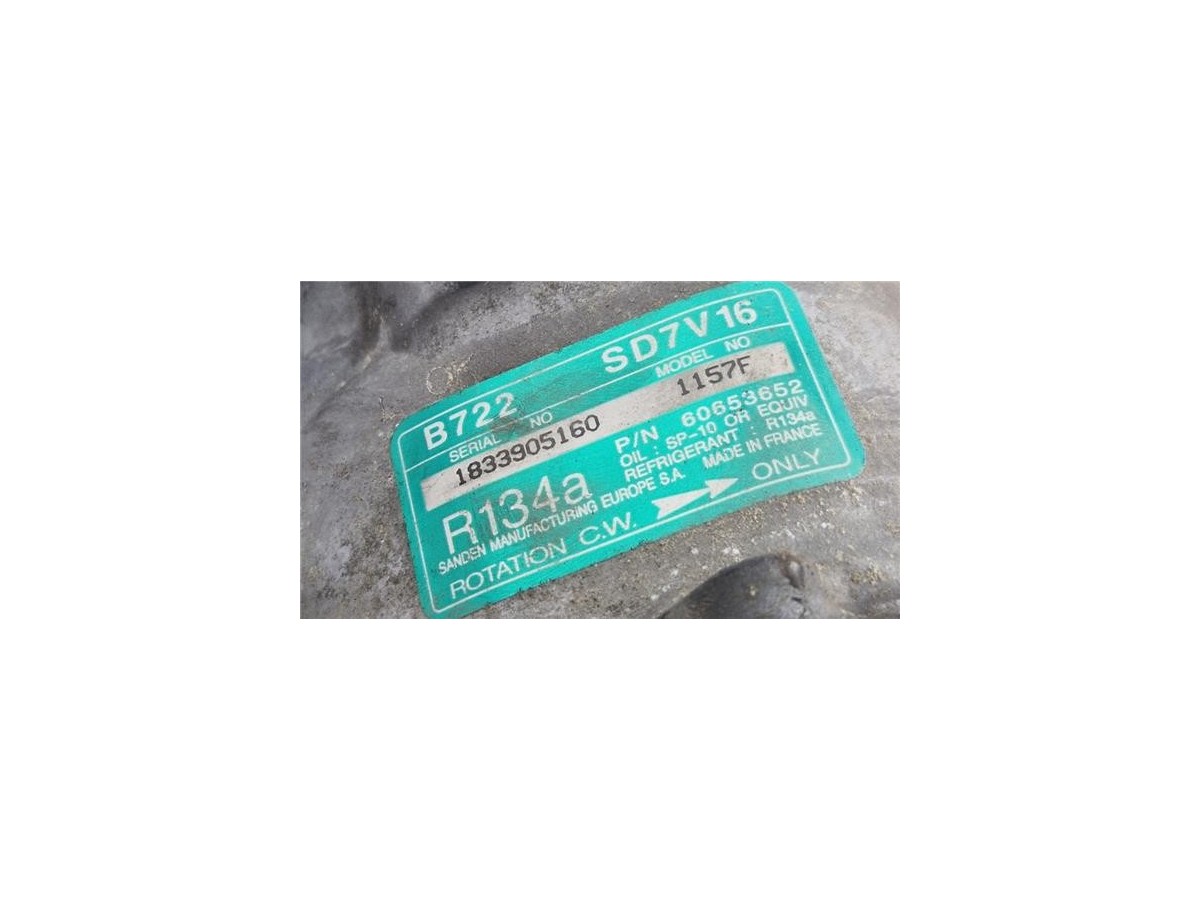 B722 SD7V16
SERIAL NO MODEL NO
1833905160 1157F
R134a P/N 60653652
OIL : SP-10 OR EQUIV
REFRIGERANT : R134a
SANDEN MANUFACTURING EUROPE S.A. MADE IN FRANCE
ROTATION C.W. ONLY